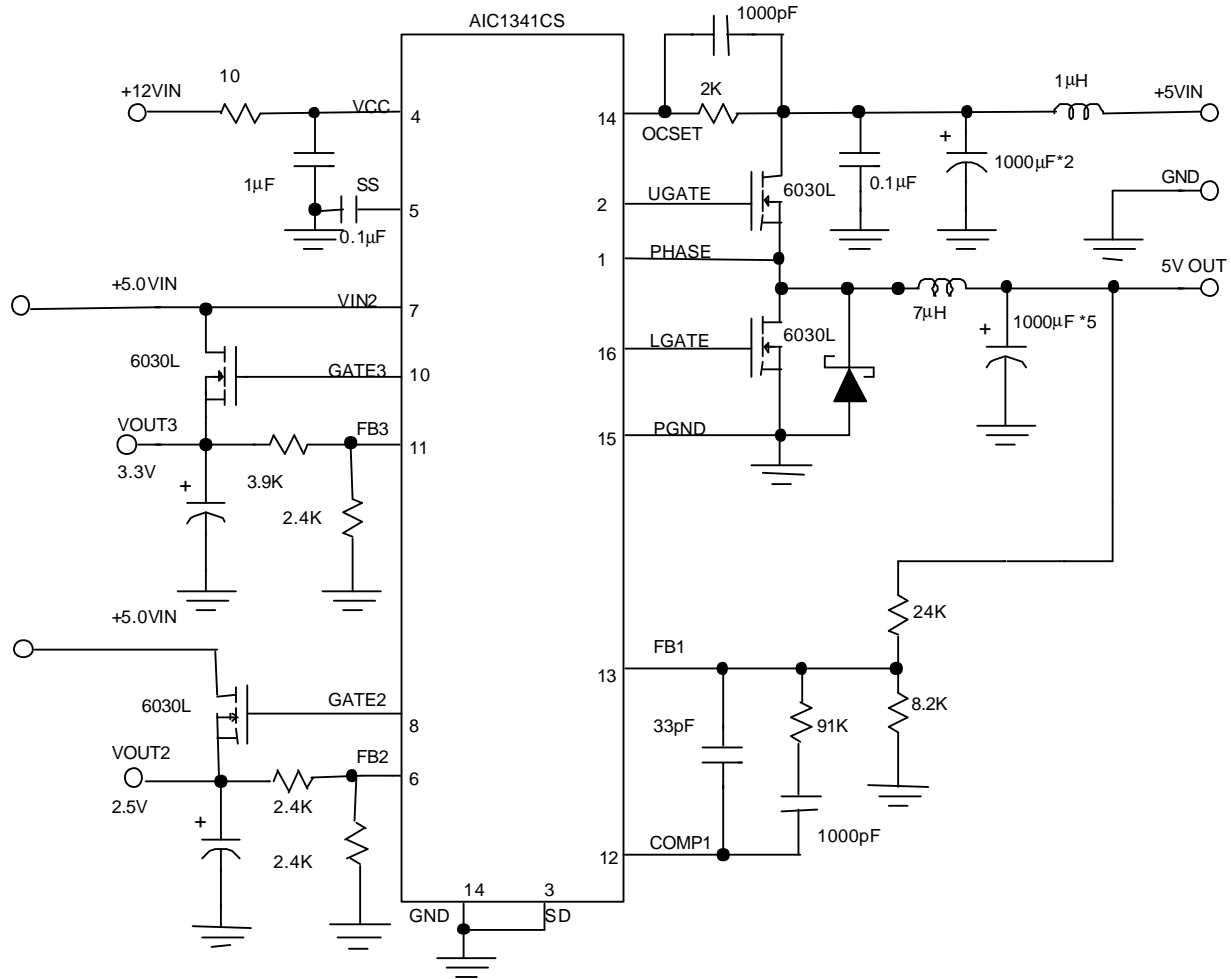 AIC1341CS
1000pF
10
+12VIN
VCC
4
1µF
SS
5
0.1µF
2K
14
OCSET
1µH
+5VIN
+
1000µF*2
0.1µF
GND
6030L
UGATE
2
PHASE
1
5V OUT
7µH
+
1000µF *5
6030L
LGATE
16
PGND
15
+5.0VIN
VIN2
7
6030L
GATE3
10
VOUT3
FB3
11
3.3V
+
3.9K
2.4K
+5.0VIN
6030L
GATE2
8
VOUT2
FB2
6
2.5V
2.4K
+
2.4K
24K
FB1
13
8.2K
33pF
91K
1000pF
COMP1
12
14
3
GND
SD